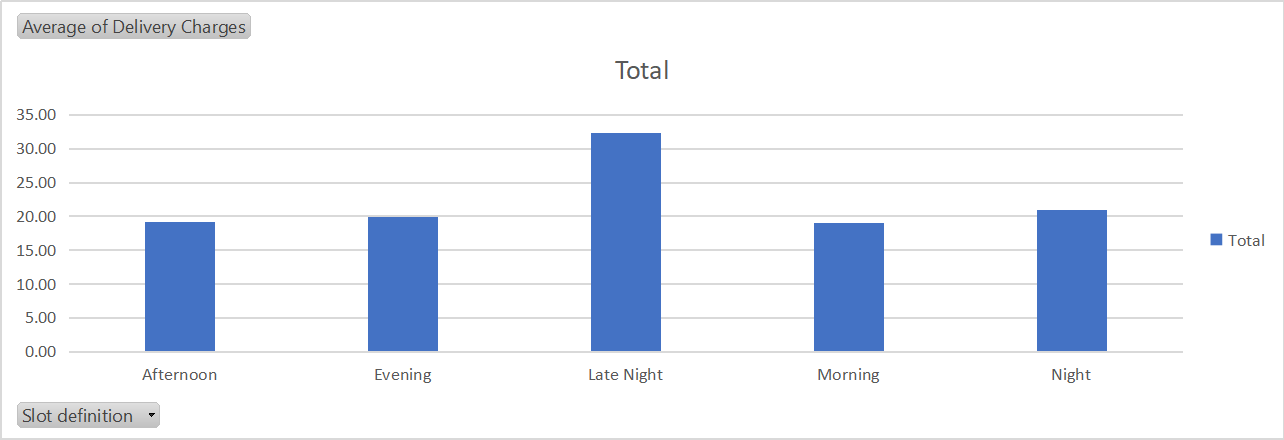 Average of Delivery Charges
Total
35.00
30.00
25.00
20.00
15.00
10.00
5.00
0.00
Afternoon Evening Late Night Morning Night
Total
Slot definition